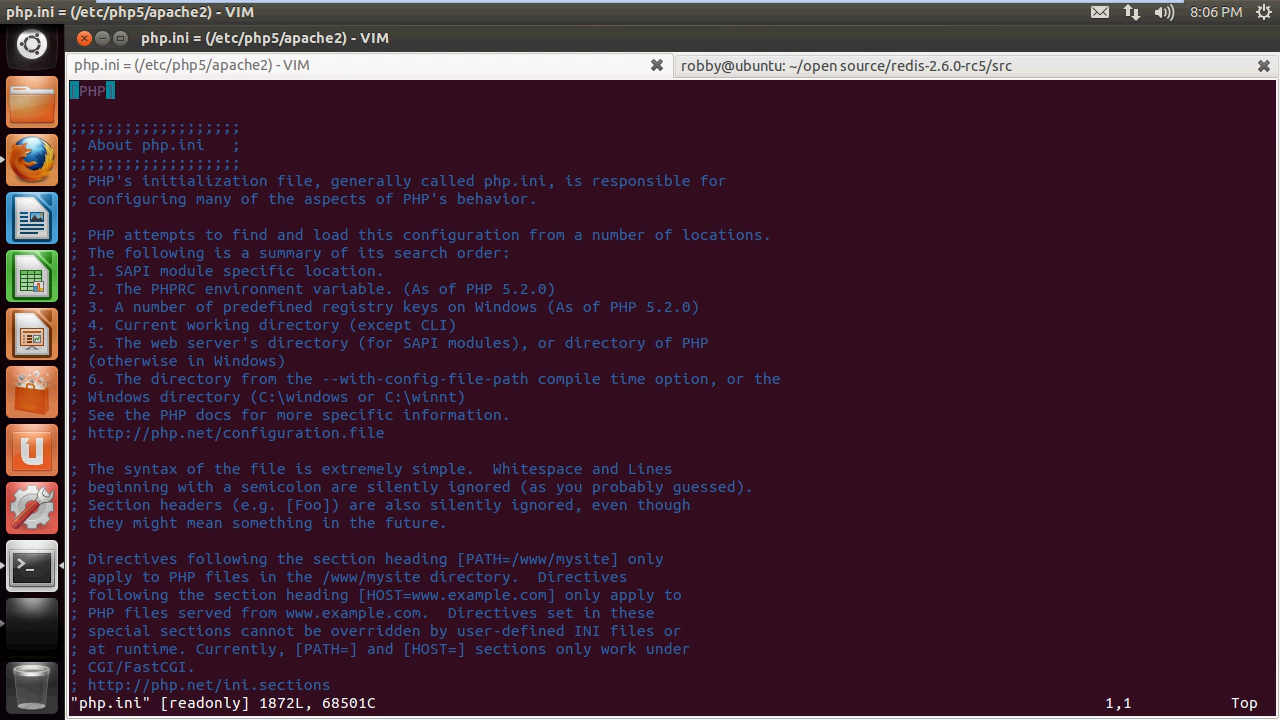 php.ini = (/etc/php5/apache2) - VIM
8:06 PM
php.ini = (/etc/php5/apache2) - VIM
php.ini = (/etc/php5/apache2) - VIM
robby@ubuntu: ~/open source/redis-2.6.0-rc5/src
[PHP]
;;;;;;;;;;;;;;;;;;;
; About php.ini   ;
;;;;;;;;;;;;;;;;;;;
; PHP's initialization file, generally called php.ini, is responsible for
; configuring many of the aspects of PHP's behavior.
; PHP attempts to find and load this configuration from a number of locations.
; The following is a summary of its search order:
; 1. SAPI module specific location.
; 2. The PHPRC environment variable. (As of PHP 5.2.0)
; 3. A number of predefined registry keys on Windows (As of PHP 5.2.0)
; 4. Current working directory (except CLI)
; 5. The web server's directory (for SAPI modules), or directory of PHP
; (otherwise in Windows)
; 6. The directory from the --with-config-file-path compile time option, or the
; Windows directory (C:\windows or C:\winnt)
; See the PHP docs for more specific information.
; http://php.net/configuration.file
; The syntax of the file is extremely simple.  Whitespace and Lines
; beginning with a semicolon are silently ignored (as you probably guessed).
; Section headers (e.g. [Foo]) are also silently ignored, even though
; they might mean something in the future.
; Directives following the section heading [PATH=/www/mysite] only
; apply to PHP files in the /www/mysite directory.  Directives
; following the section heading [HOST=www.example.com] only apply to
; PHP files served from www.example.com.  Directives set in these
; special sections cannot be overridden by user-defined INI files or
; at runtime. Currently, [PATH=] and [HOST=] sections only work under
; CGI/FastCGI.
; http://php.net/ini.sections
"php.ini" [readonly] 1872L, 68501C 1,1 Top